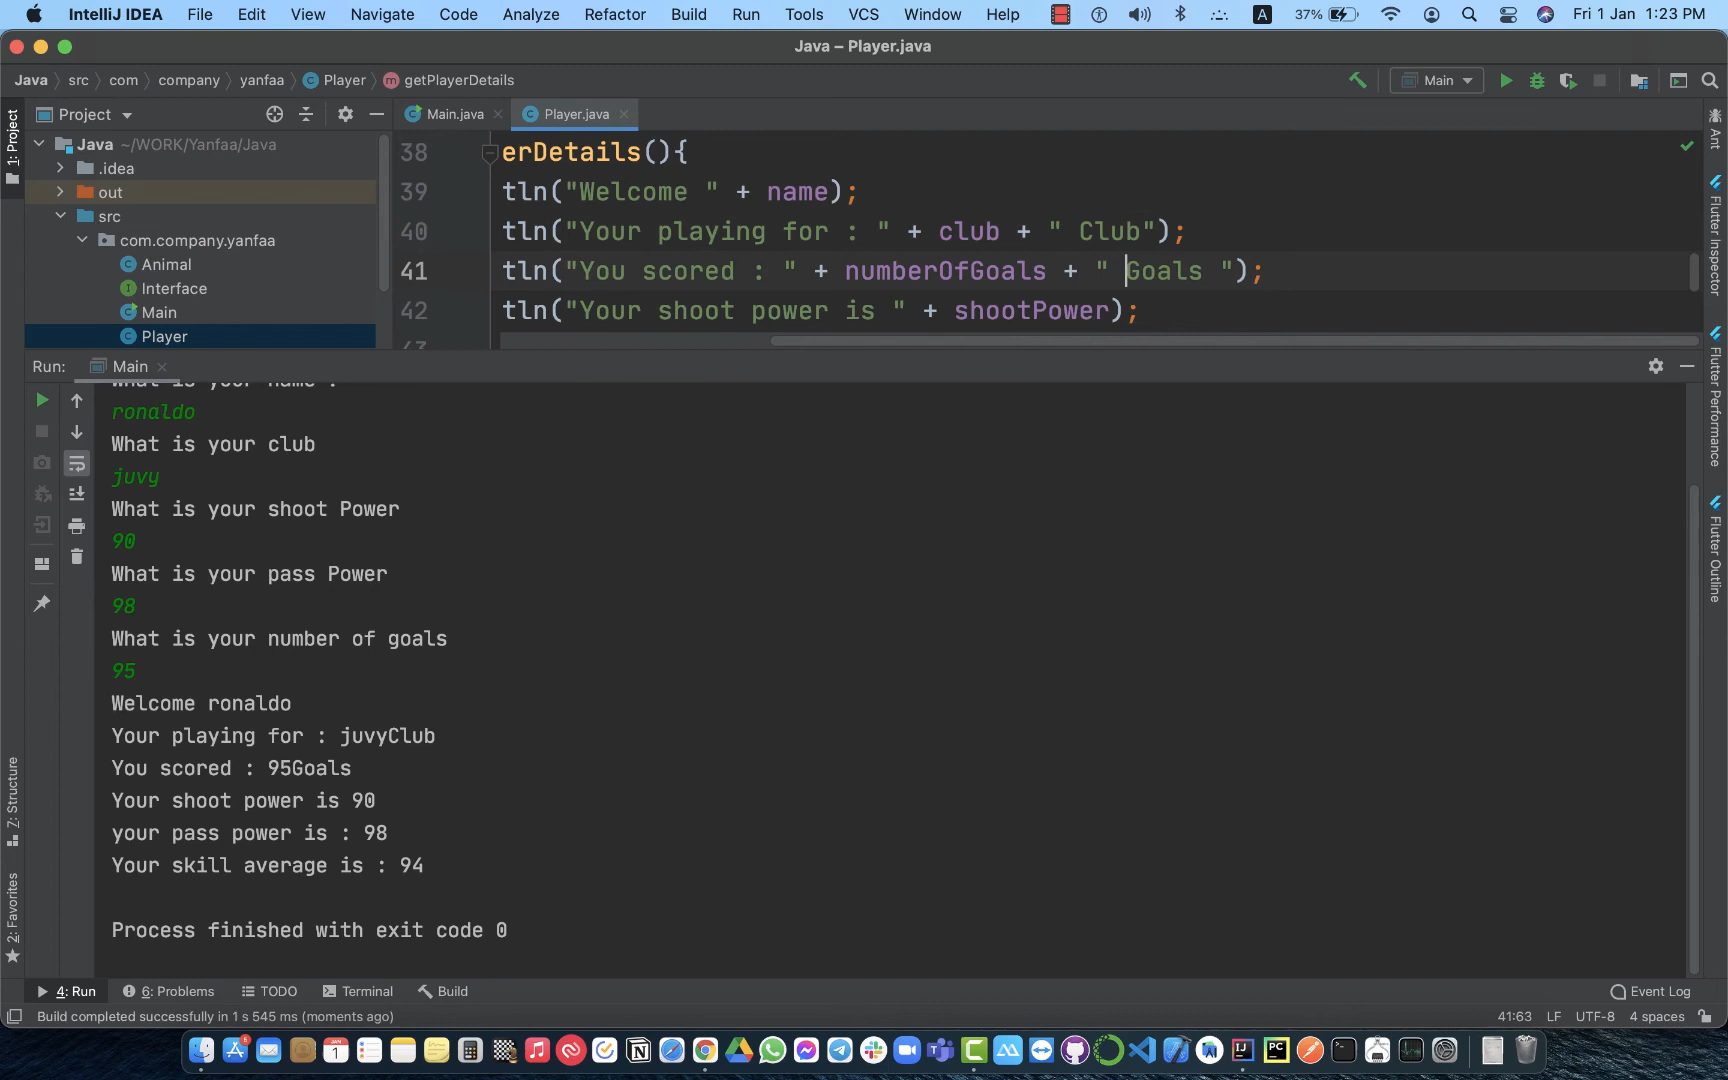 IntelliJ IDEA File Edit View Navigate Code Analyze Refactor Build Run Tools VCS Window Help A 37% Fri 1 Jan 1:23 PM
Java – Player.java
Java src com company yanfaa Player getPlayerDetails Main
1: Project
Project
Main.java
Player.java
Ant
Java ~/WORK/Yanfaa/Java
.idea
out
src
com.company.yanfaa
Animal
Interface
Main
Player
38 erDetails(){
39 tln("Welcome " + name);
40 tln("Your playing for : " + club + " Club");
41 tln("You scored : " + numberOfGoals + " Goals ");
42 tln("Your shoot power is " + shootPower);
Flutter Inspector
Flutter Performance
Flutter Outline
Run: Main
ronaldo
What is your club
juvy
What is your shoot Power
90
What is your pass Power
98
What is your number of goals
95
Welcome ronaldo
Your playing for : juvyClub
You scored : 95Goals
Your shoot power is 90
your pass power is : 98
Your skill average is : 94
Process finished with exit code 0
Z: Structure
2: Favorites
4: Run 6: Problems TODO Terminal Build Event Log
Build completed successfully in 1 s 545 ms (moments ago) 41:63 LF UTF-8 4 spaces